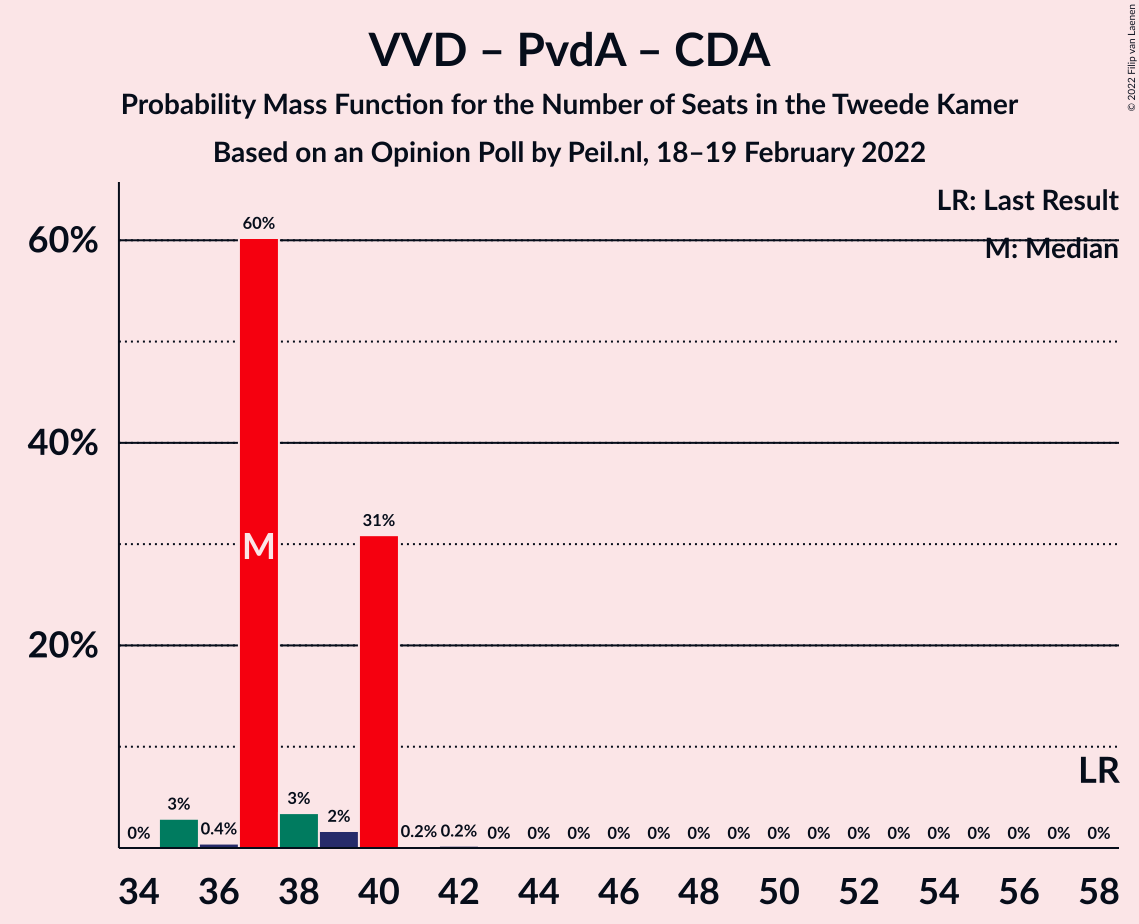 VVD – PvdA – CDA
Probability Mass Function for the Number of Seats in the Tweede Kamer
Based on an Opinion Poll by Peil.nl, 18–19 February 2022
© 2022 Filip van Laenen
LR: Last Result
M: Median
60%
40%
20%
0% 3% 0.4% 60% 3% 2% 31% 0.2% 0.2% 0% 0% 0% 0% 0% 0% 0% 0% 0% 0% 0% 0% 0% 0% 0% 0%
M
LR
34 36 38 40 42 44 46 48 50 52 54 56 58